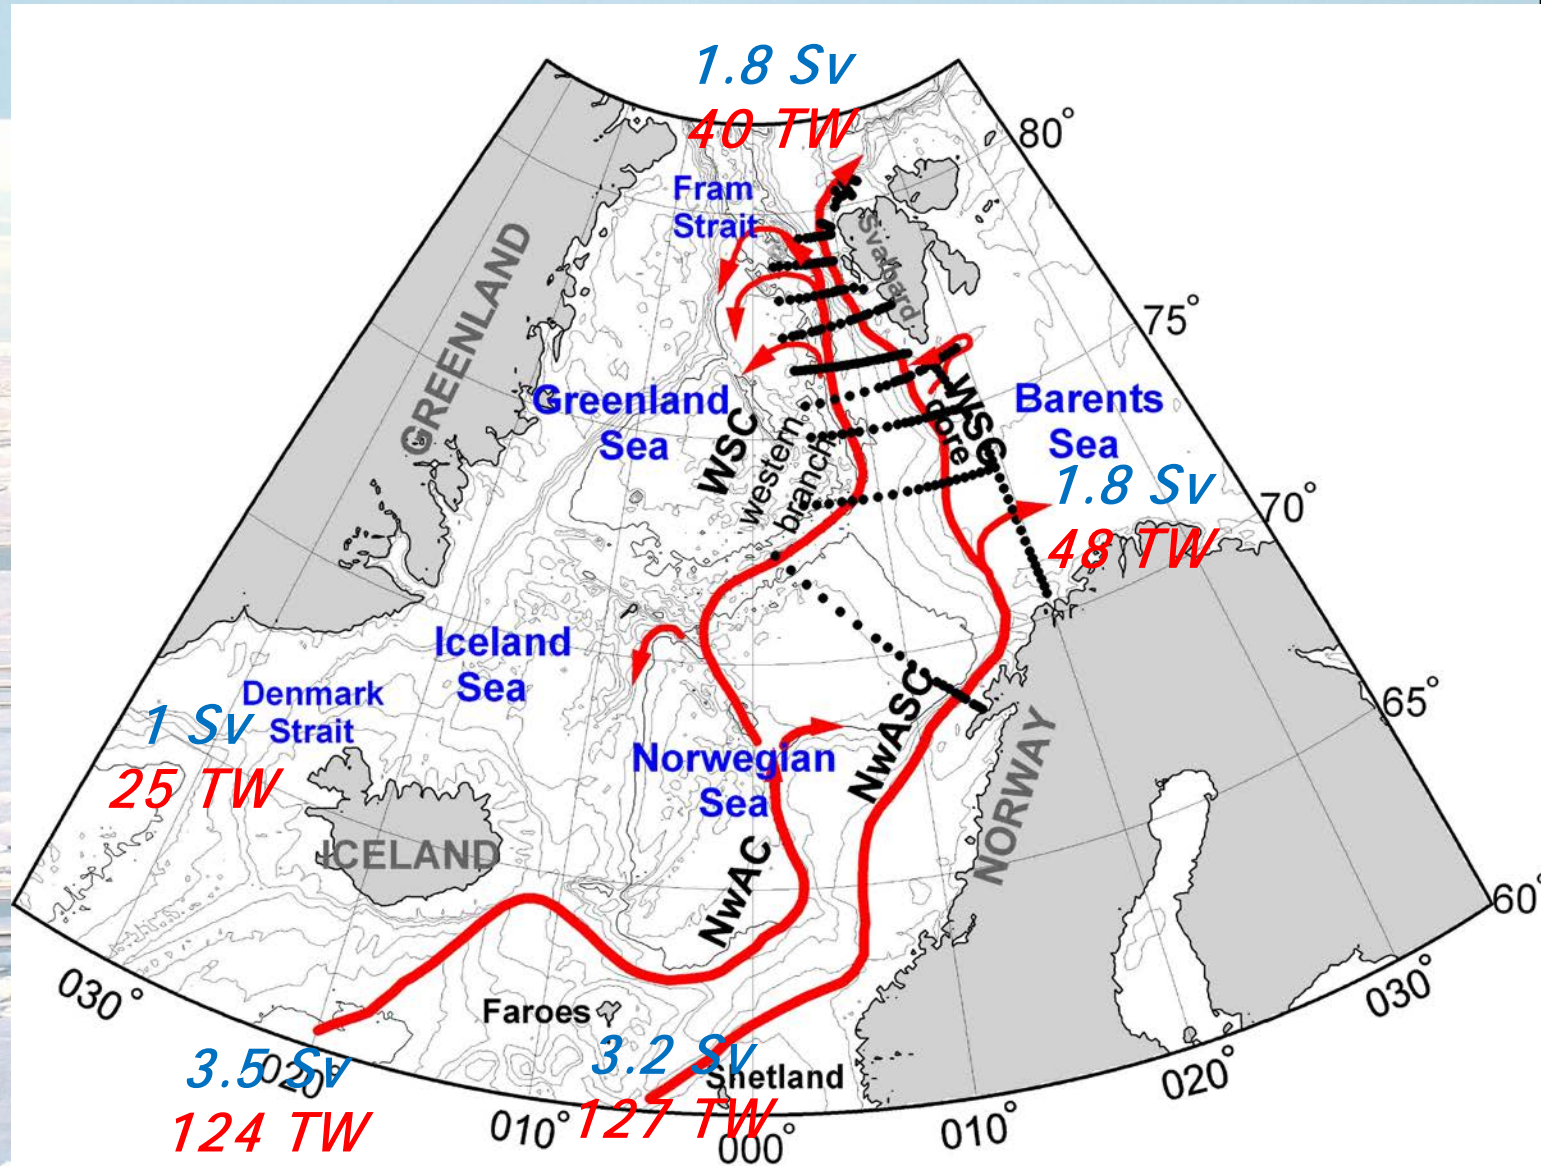 1.8 Sv
40 TW
80°
Fram
Strait
Svalbard
GREENLAND
75°
Greenland
Sea
WSC
western
branch
WSC
core
Barents
Sea
1.8 Sv
48 TW
70°
Iceland
Sea
Denmark
Strait
1 Sv
25 TW
65°
Norwegian
Sea
NwASC
NORWAY
ICELAND
NwAC
60°
030°
Faroes
3.5 Sv
124 TW
020°
3.2 Sv
127 TW
Shetland
010°
000°
010°
020°
030°